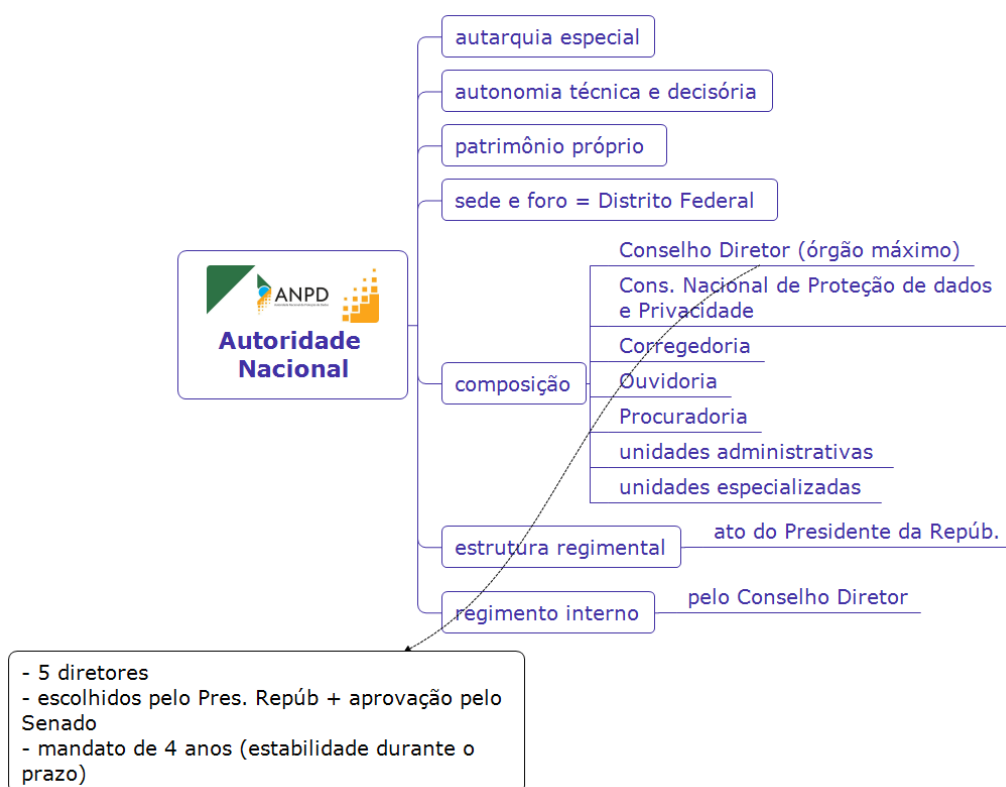 autarquia especial
autonomia técnica e decisória
patrimônio próprio
sede e foro = Distrito Federal
ANPD
Autoridade
Nacional
composição
Conselho Diretor (órgão máximo)
Cons. Nacional de Proteção de dados
e Privacidade
Corregedoria
Ouvidoria
Procuradoria
unidades administrativas
unidades especializadas
estrutura regimental
ato do Presidente da Repúb.
regimento interno
pelo Conselho Diretor
- 5 diretores
- escolhidos pelo Pres. Repúb + aprovação pelo
Senado
- mandato de 4 anos (estabilidade durante o
prazo)